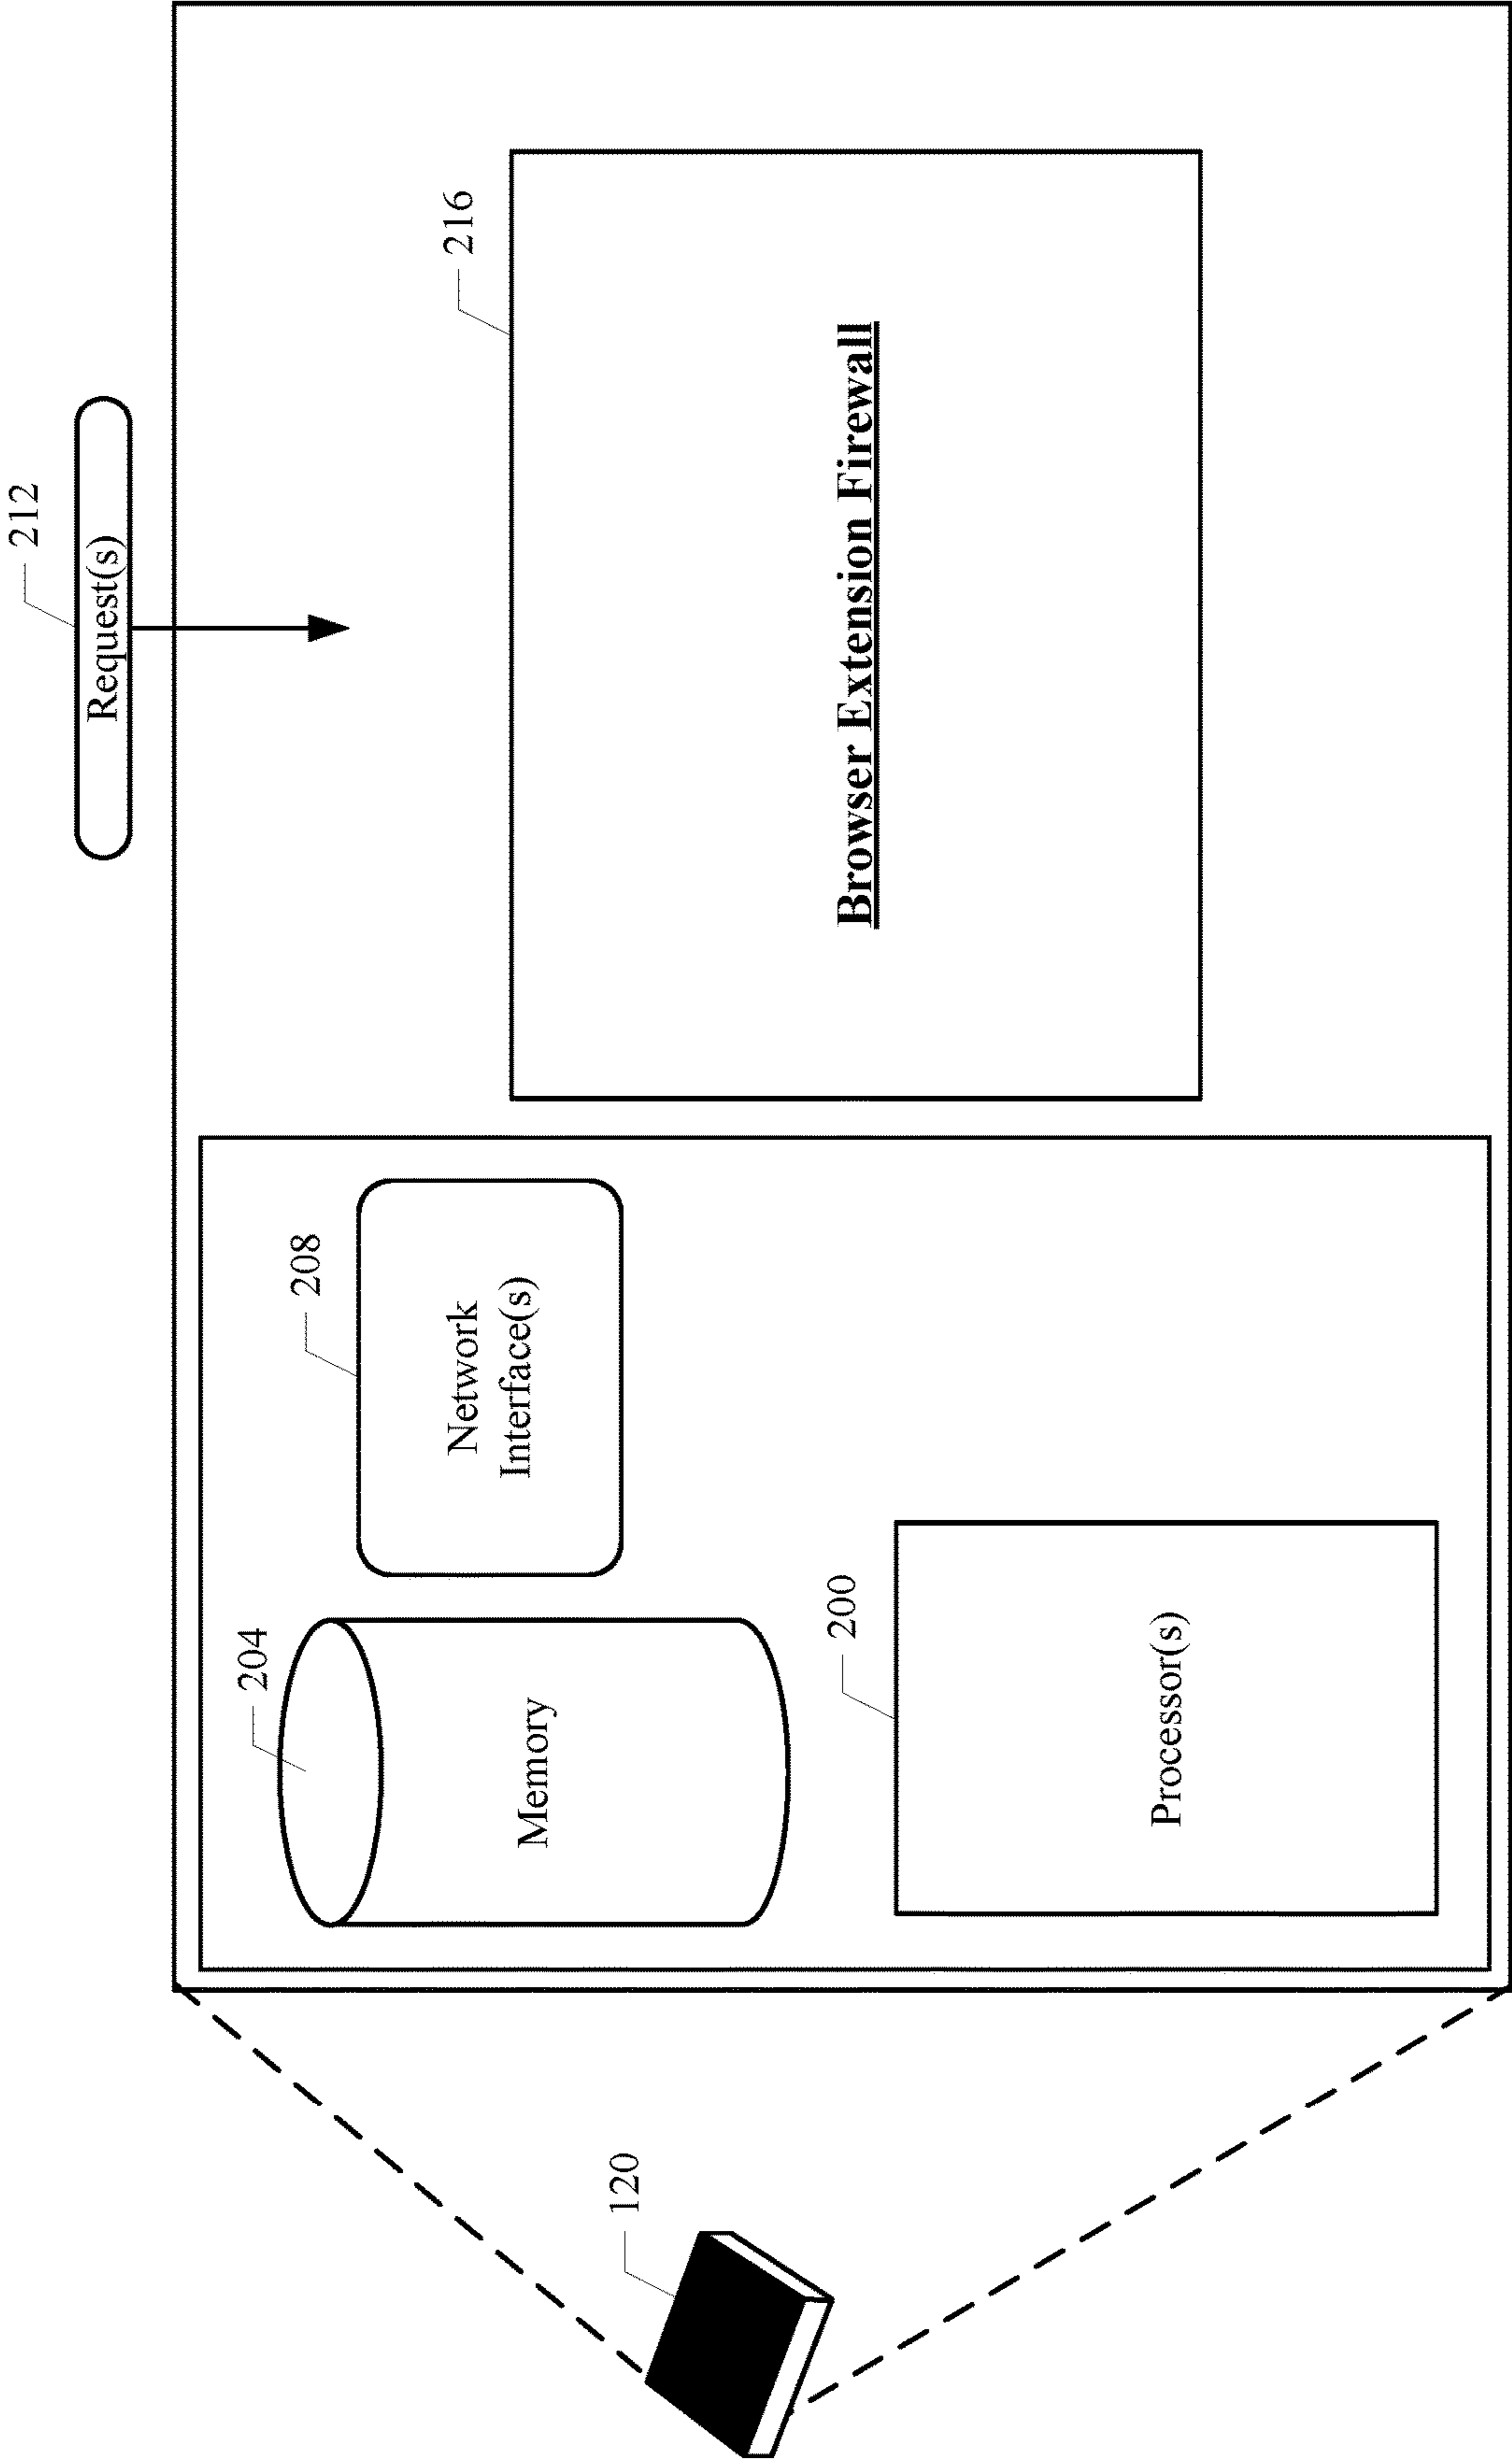 212
Request(s)
204
Memory
208
Network
Interface(s)
216
Browser Extension Firewall
200
Processor(s)
120